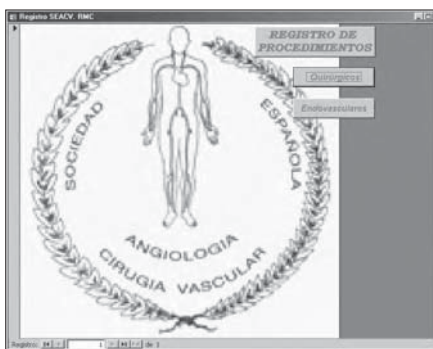 Registro SEACV. RMC
REGISTRO DE
PROCEDIMIENTOS
Quirúrgicos
Endovasculares
SOCIEDAD
ESPAÑOLA
ANGIOLOGIA
CIRUGIA VASCULAR
Registro: 1 de 1